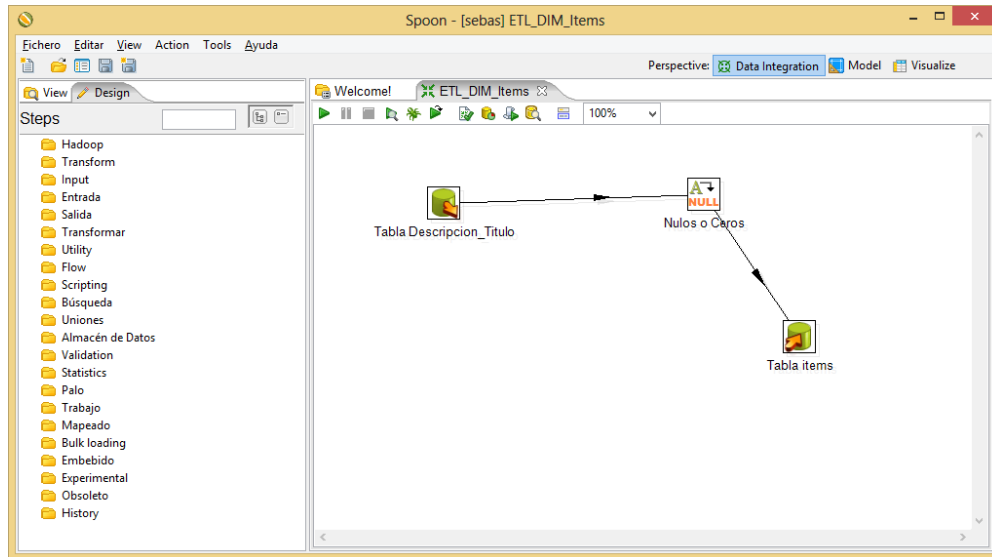 Spoon - [sebas] ETL_DIM_Items
Fichero Editar View Action Tools Ayuda
Perspective: Data Integration Model Visualize
View Design
Welcome! ETL_DIM_Items
Steps
100%
Hadoop
Transform
Input
Entrada
Salida
Transformar
Utility
Flow
Scripting
Búsqueda
Uniones
Almacén de Datos
Validation
Statistics
Palo
Trabajo
Mapeado
Bulk loading
Embebido
Experimental
Obsoleto
History
Tabla Descripcion_Titulo
A
NULL
Nulos o Ceros
Tabla items